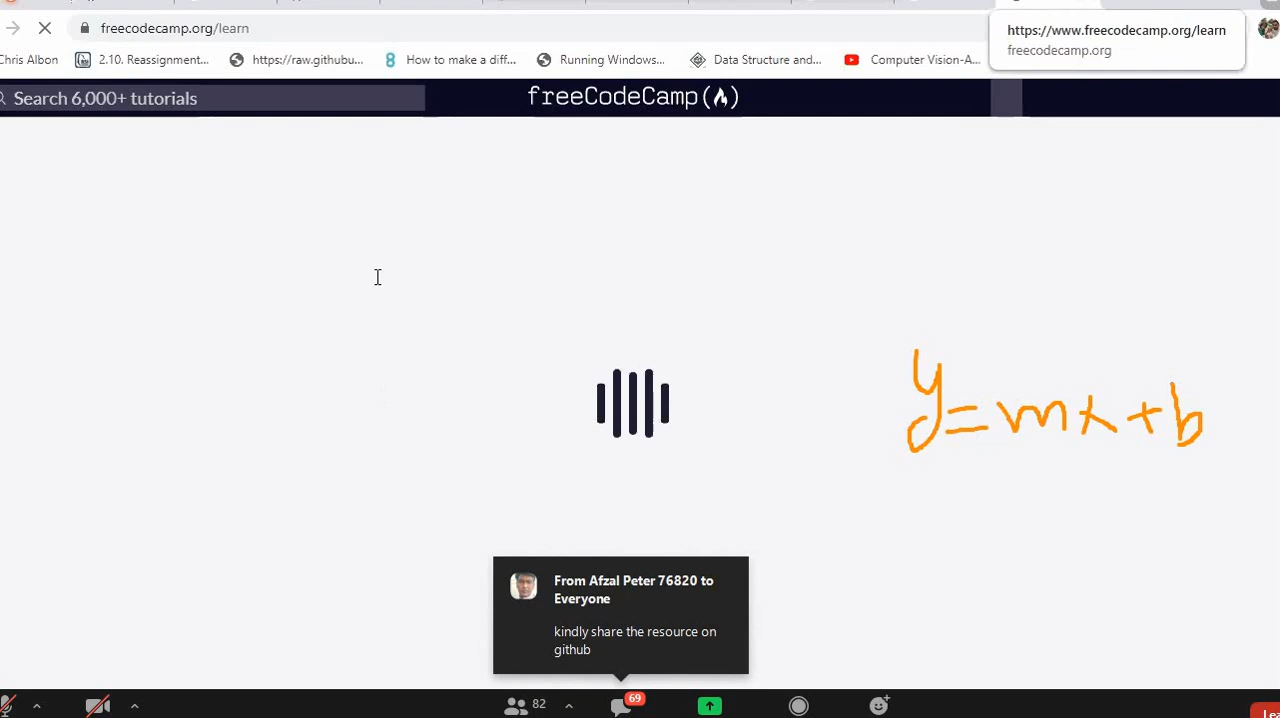 freecodecamp.org/learn
https://www.freecodecamp.org/learn
freecodecamp.org
Chris Albon
2.10. Reassignment...
https://raw.githubu...
How to make a diff...
Running Windows...
Data Structure and...
Computer Vision-A...
Search 6,000+ tutorials
freeCodeCamp
y=mx+b
From Afzal Peter 76820 to
Everyone
kindly share the resource on
github
82
69